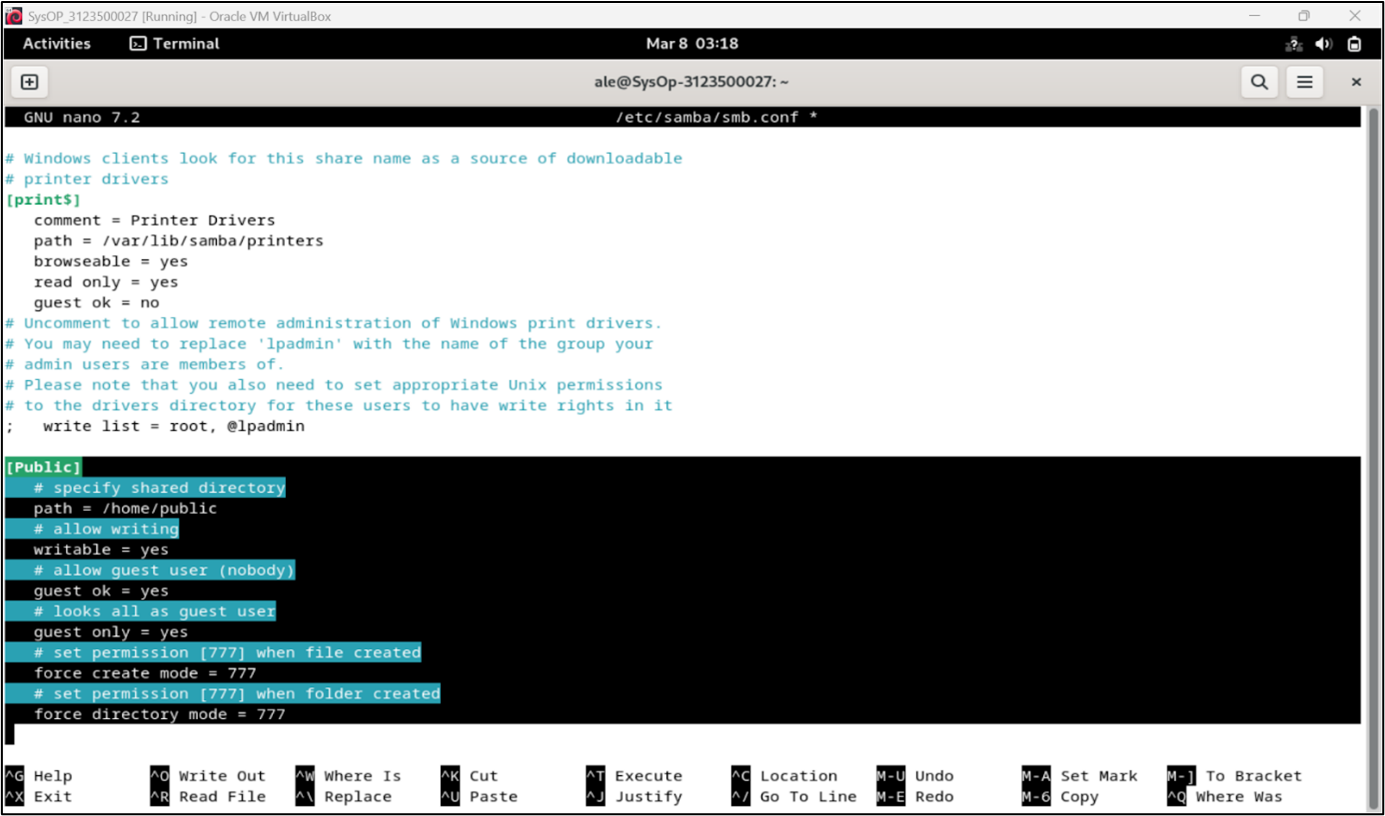 SysOP_3123500027 [Running] - Oracle VM VirtualBox
Activities Terminal Mar 8 03:18
ale@SysOp-3123500027: ~
GNU nano 7.2 /etc/samba/smb.conf *
# Windows clients look for this share name as a source of downloadable
# printer drivers
[print$]
comment = Printer Drivers
path = /var/lib/samba/printers
browseable = yes
read only = yes
guest ok = no
# Uncomment to allow remote administration of Windows print drivers.
# You may need to replace 'lpadmin' with the name of the group your
# admin users are members of.
# Please note that you also need to set appropriate Unix permissions
# to the drivers directory for these users to have write rights in it
;   write list = root, @lpadmin
[Public]
# specify shared directory
path = /home/public
# allow writing
writable = yes
# allow guest user (nobody)
guest ok = yes
# looks all as guest user
guest only = yes
# set permission [777] when file created
force create mode = 777
# set permission [777] when folder created
force directory mode = 777
^G Help ^O Write Out ^W Where Is ^K Cut ^T Execute ^C Location M-U Undo M-A Set Mark M-] To Bracket
^X Exit ^R Read File ^\ Replace ^U Paste ^J Justify ^/ Go To Line M-E Redo M-6 Copy ^Q Where Was